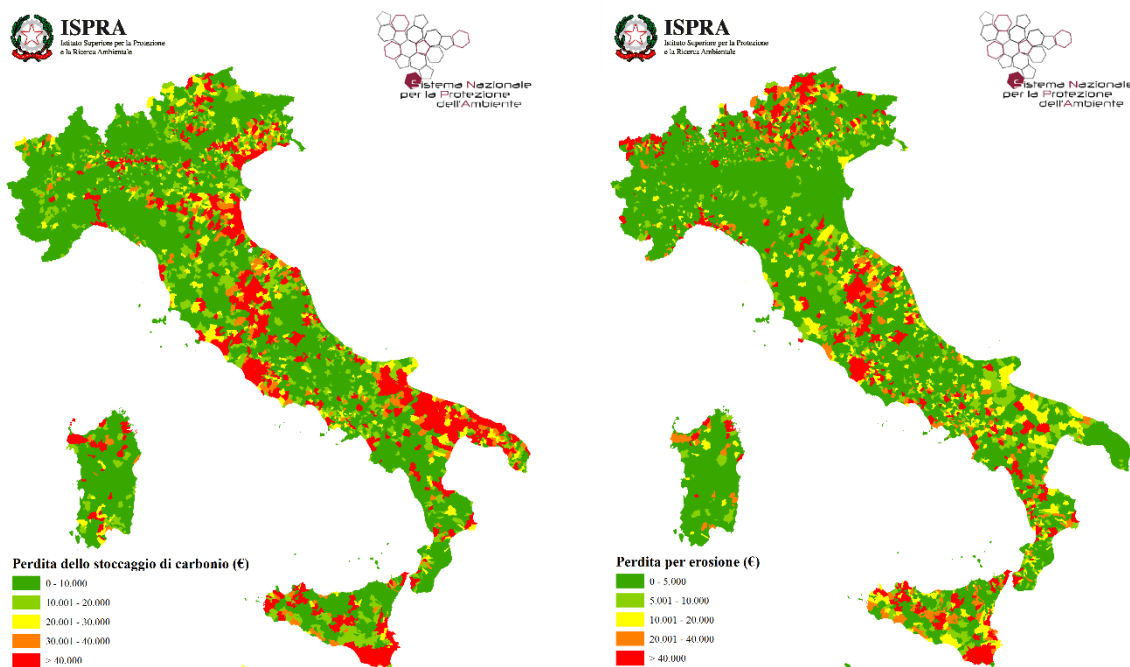 ISPRA
Istituto Superiore per la Protezione
e la Ricerca Ambientale
Sistema Nazionale
per la Protezione
dell'Ambiente
Perdita dello stoccaggio di carbonio (€)
0 - 10.000
10.001 - 20.000
20.001 - 30.000
30.001 - 40.000
> 40.000
ISPRA
Istituto Superiore per la Protezione
e la Ricerca Ambientale
Sistema Nazionale
per la Protezione
dell'Ambiente
Perdita per erosione (€)
0 - 5.000
5.001 - 10.000
10.001 - 20.000
20.001 - 40.000
> 40.000